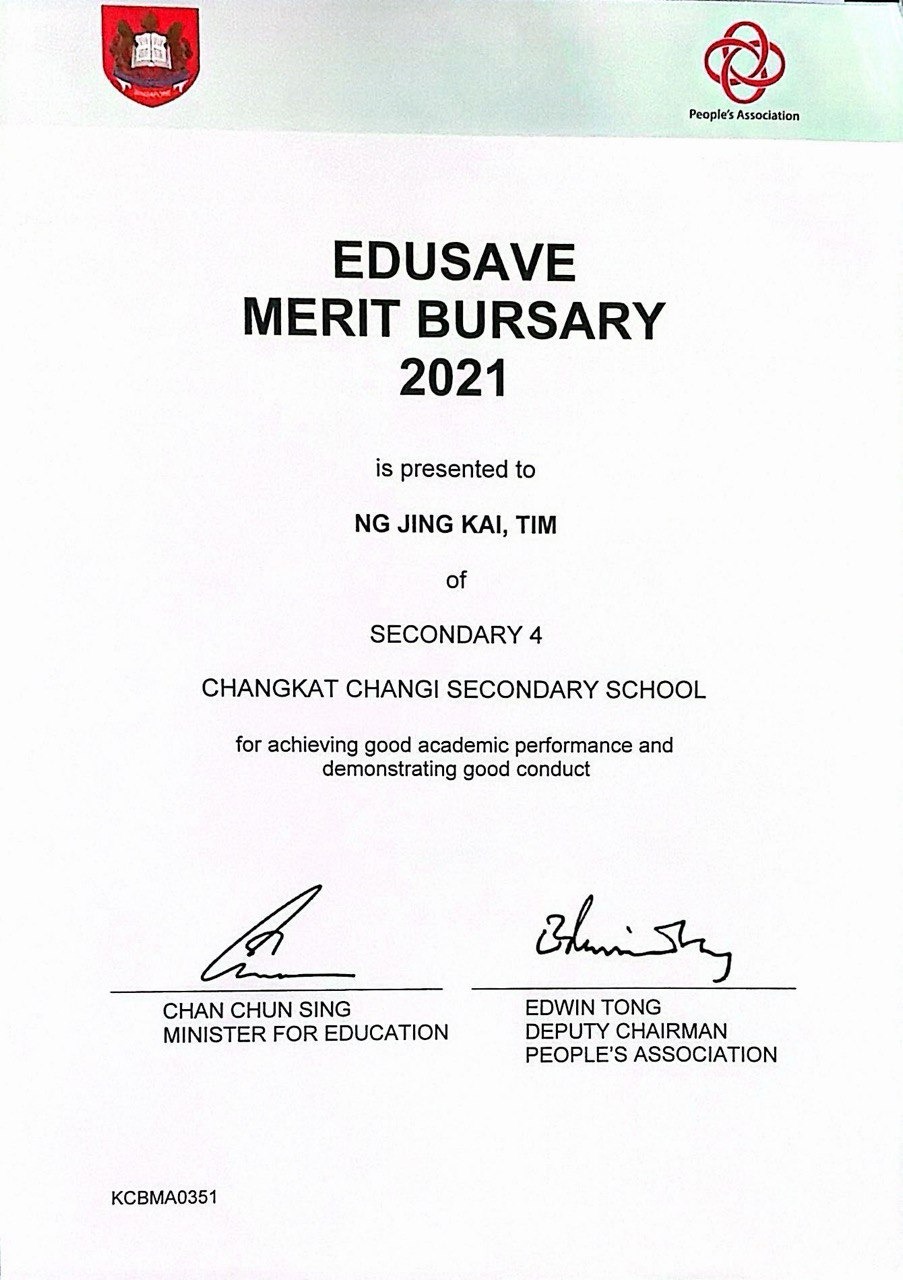 SINGAPORE
People's Association
EDUSAVE
MERIT BURSARY
2021
is presented to
NG JING KAI, TIM
of
SECONDARY 4
CHANGKAT CHANGI SECONDARY SCHOOL
for achieving good academic performance and
demonstrating good conduct
CHAN CHUN SING
MINISTER FOR EDUCATION
EDWIN TONG
DEPUTY CHAIRMAN
PEOPLE'S ASSOCIATION
KCBMA0351